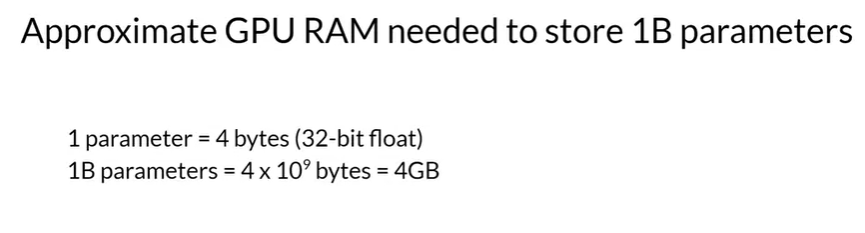 Approximate GPU RAM needed to store 1B parameters
1 parameter = 4 bytes (32-bit float)
1B parameters = 4 x 10⁹ bytes = 4GB